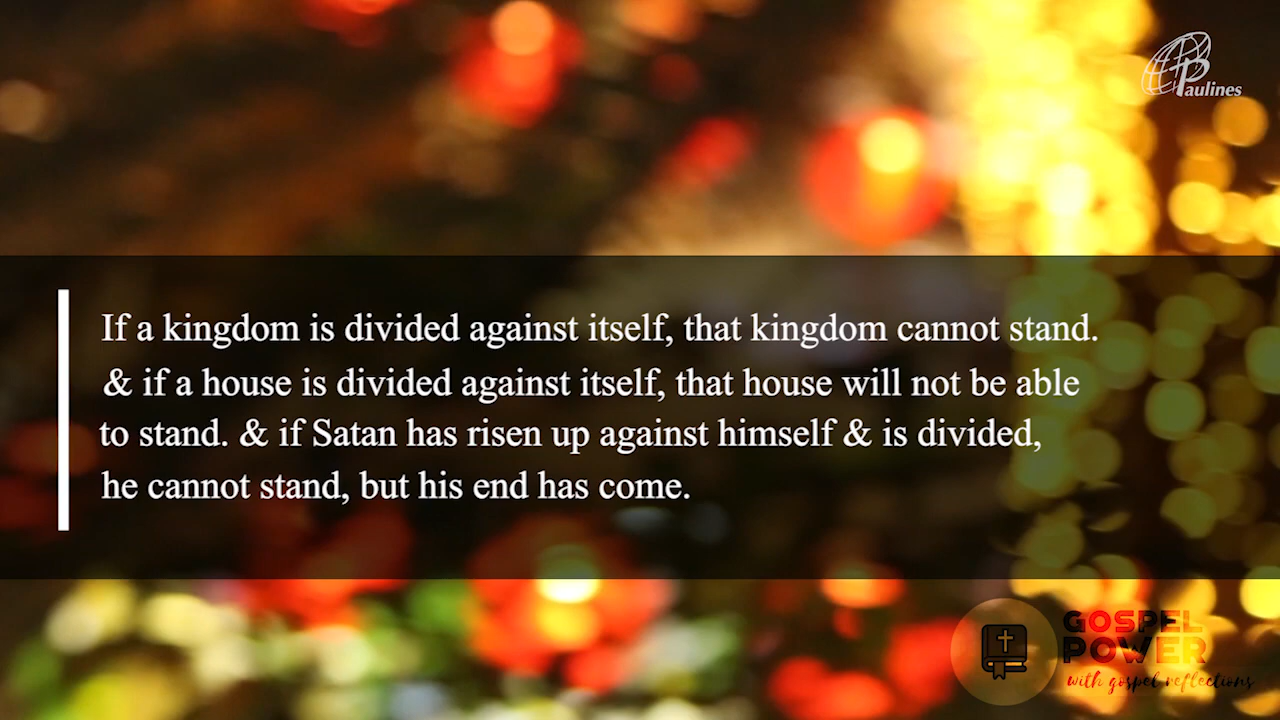 Paulines
If a kingdom is divided against itself, that kingdom cannot stand.
& if a house is divided against itself, that house will not be able
to stand. & if Satan has risen up against himself & is divided,
he cannot stand, but his end has come.
GOSPEL
POWER
with gospel reflections